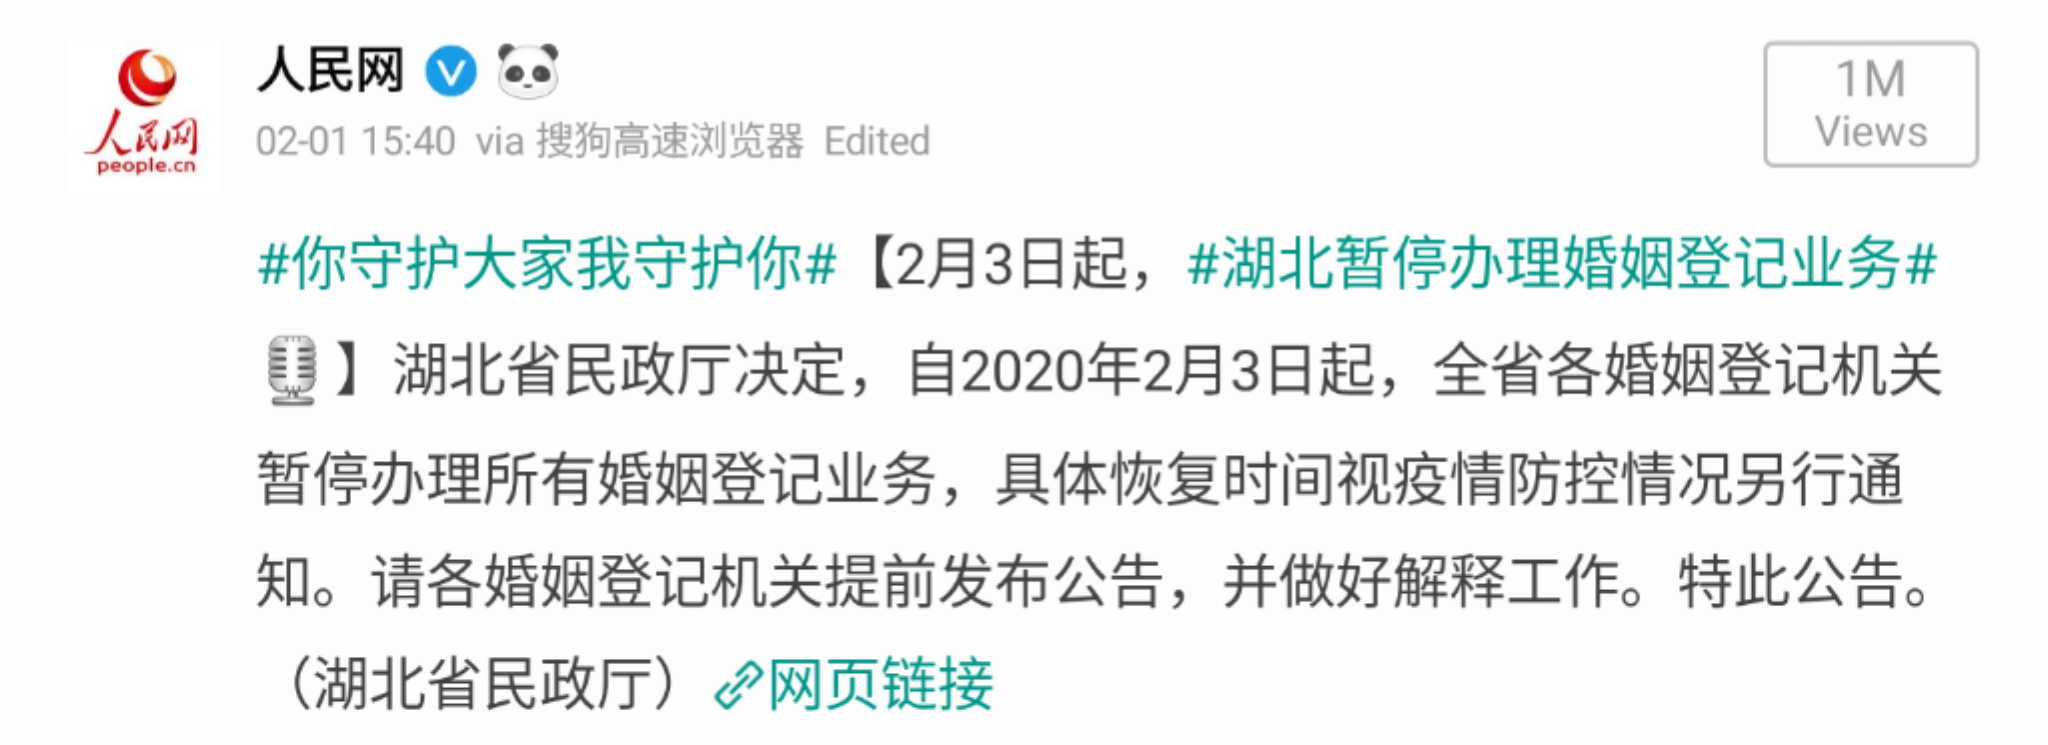 人民网
people.cn
人民网
02-01 15:40 via 搜狗高速浏览器 Edited
1M
Views
#你守护大家我守护你#【2月3日起，#湖北暂停办理婚姻登记业务#
】湖北省民政厅决定，自2020年2月3日起，全省各婚姻登记机关
暂停办理所有婚姻登记业务，具体恢复时间视疫情防控情况另行通
知。请各婚姻登记机关提前发布公告，并做好解释工作。特此公告。
（湖北省民政厅）网页链接